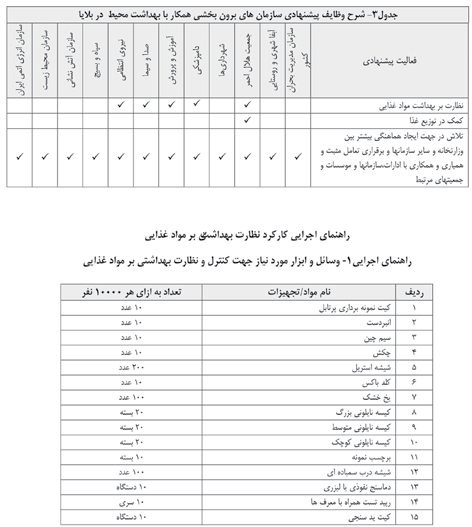 جدول۳- شرح وظایف پیشنهادی سازمان های برون بخشی همکار با بهداشت محیط در بلایا
فعالیت پیشنهادی
سازمان مدیریت بحران کشور
آبفا شهری و روستایی
جمعیت هلال احمر
شهرداری‌ها
دامپزشکی
آموزش و پرورش
صدا و سیما
نیروی انتظامی
سپاه و بسیج
سازمان آتش نشانی
سازمان محیط زیست
سازمان انرژی اتمی ایران
نظارت بر بهداشت مواد غذایی ✓ ✓ ✓ ✓ ✓
کمک در توزیع غذا ✓
تلاش در جهت ایجاد هماهنگی بیشتر بین
وزارتخانه و سایر سازمانها و برقراری تعامل مثبت و
همیاری و همکاری با ادارات،سازمانها و موسسات و
جمعیتهای مرتبط
✓ ✓ ✓ ✓ ✓ ✓ ✓ ✓ ✓ ✓ ✓ ✓
راهنمای اجرایی کارکرد نظارت بهداشتی بر مواد غذایی
راهنمای اجرایی۱- وسائل و ابزار مورد نیاز جهت کنترل و نظارت بهداشتی بر مواد غذایی
ردیف نام مواد/تجهیزات تعداد به ازای هر ۱۰۰۰۰ نفر
۱ کیت نمونه برداری پرتابل ۱۰ عدد
۲ انبردست ۱۰ عدد
۳ سیم چین ۱۰ عدد
۴ چکش ۱۰ عدد
۵ شیشه استریل ۲۰۰ عدد
۶ کلد باکس ۱۰ عدد
۷ یخ خشک ۱۰۰ عدد
۸ کیسه نایلونی بزرگ ۲۰ بسته
۹ کیسه نایلونی متوسط ۲۰ بسته
۱۰ کیسه نایلونی کوچک ۲۰ بسته
۱۱ برچسب نمونه ۱۰ بسته
۱۲ شیشه درب سمباده ای ۱۰۰ عدد
۱۳ دماسنج نفوذی یا لیزری ۱۰ دستگاه
۱۴ رپید تست همراه با معرف ها ۱۰ سری
۱۵ کیت ید سنجی ۱۰ دستگاه